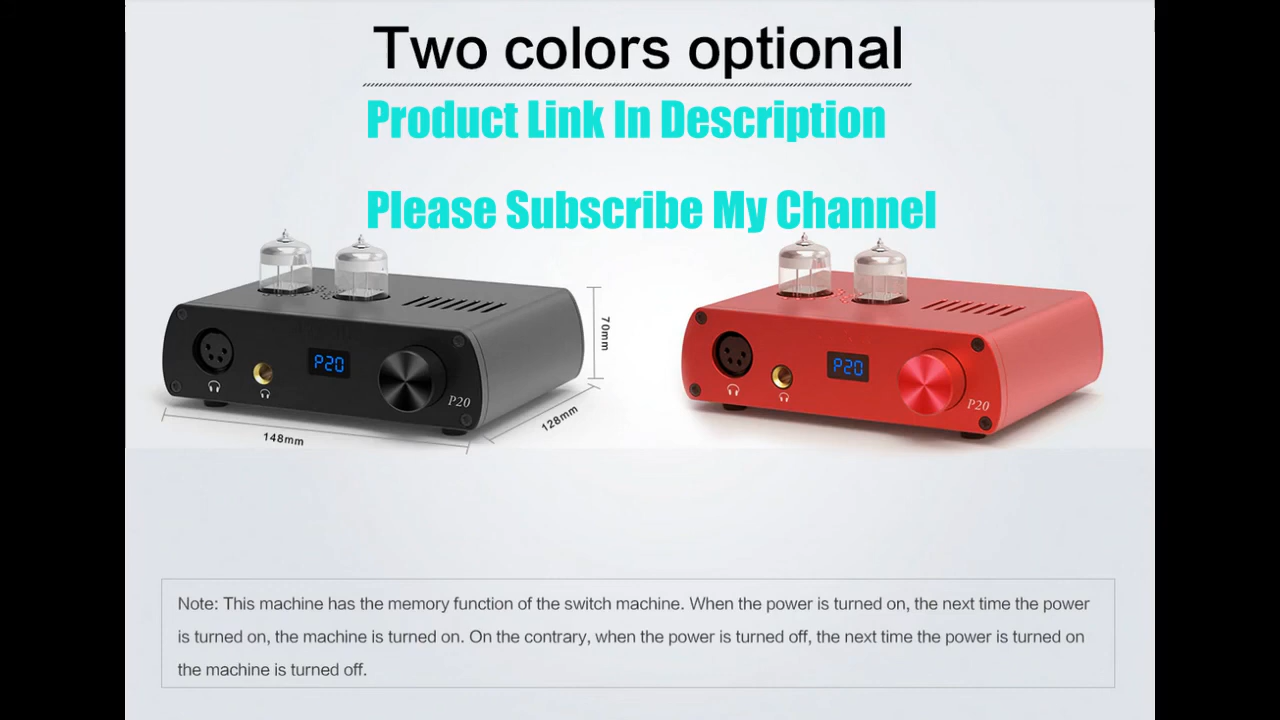 Two colors optional
Product Link In Description
Please Subscribe My Channel
70mm
P20
P20
148mm
128mm
P20
P20
Note: This machine has the memory function of the switch machine. When the power is turned on, the next time the power
is turned on, the machine is turned on. On the contrary, when the power is turned off, the next time the power is turned on
the machine is turned off.